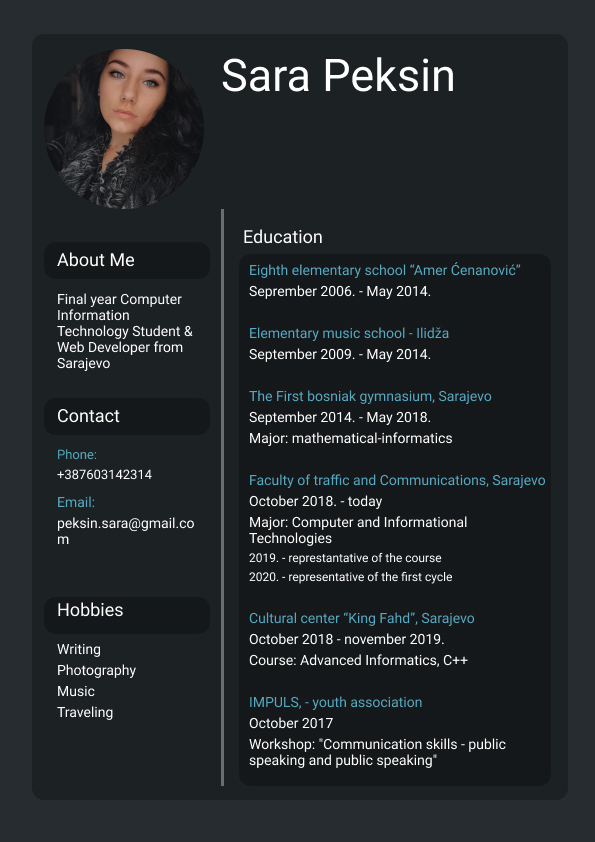 Sara Peksin
About Me
Final year Computer
Information
Technology Student &
Web Developer from
Sarajevo
Contact
Phone:
+387603142314
Email:
peksin.sara@gmail.co
m
Hobbies
Writing
Photography
Music
Traveling
Education
Eighth elementary school “Amer Ćenanović”
Seprember 2006. - May 2014.
Elementary music school - Ilidža
September 2009. - May 2014.
The First bosniak gymnasium, Sarajevo
September 2014. - May 2018.
Major: mathematical-informatics
Faculty of traffic and Communications, Sarajevo
October 2018. - today
Major: Computer and Informational
Technologies
2019. - represtantative of the course
2020. - representative of the first cycle
Cultural center “King Fahd”, Sarajevo
October 2018 - november 2019.
Course: Advanced Informatics, C++
IMPULS, - youth association
October 2017
Workshop: "Communication skills - public
speaking and public speaking"